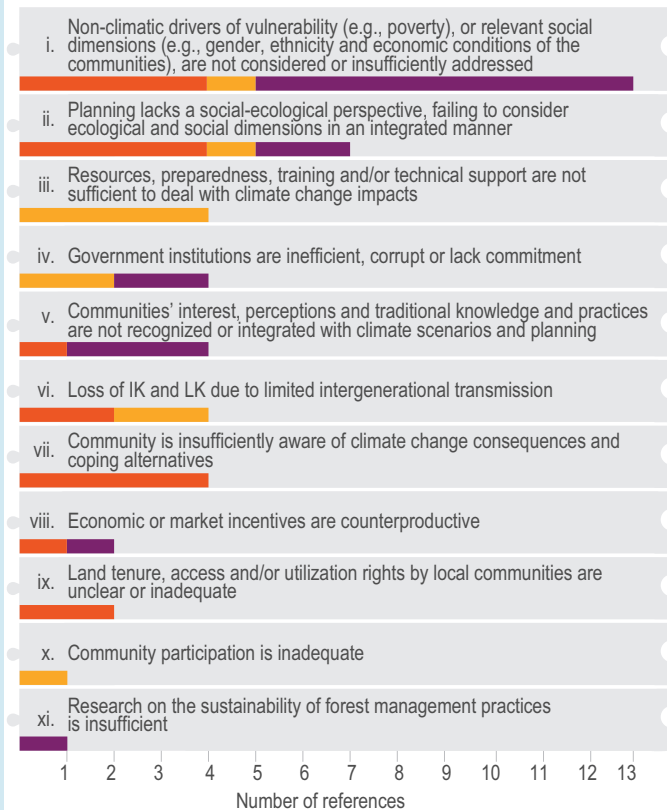 Non-climatic drivers of vulnerability (e.g., poverty), or relevant social
i. dimensions (e.g., gender, ethnicity and economic conditions of the
communities), are not considered or insufficiently addressed
ii. Planning lacks a social-ecological perspective, failing to consider
ecological and social dimensions in an integrated manner
iii. Resources, preparedness, training and/or technical support are not
sufficient to deal with climate change impacts
iv. Government institutions are inefficient, corrupt or lack commitment
v. Communities’ interest, perceptions and traditional knowledge and practices
are not recognized or integrated with climate scenarios and planning
vi. Loss of IK and LK due to limited intergenerational transmission
vii. Community is insufficiently aware of climate change consequences and
coping alternatives
viii. Economic or market incentives are counterproductive
ix. Land tenure, access and/or utilization rights by local communities are
unclear or inadequate
x. Community participation is inadequate
xi. Research on the sustainability of forest management practices
is insufficient
1 2 3 4 5 6 7 8 9 10 11 12 13
Number of references